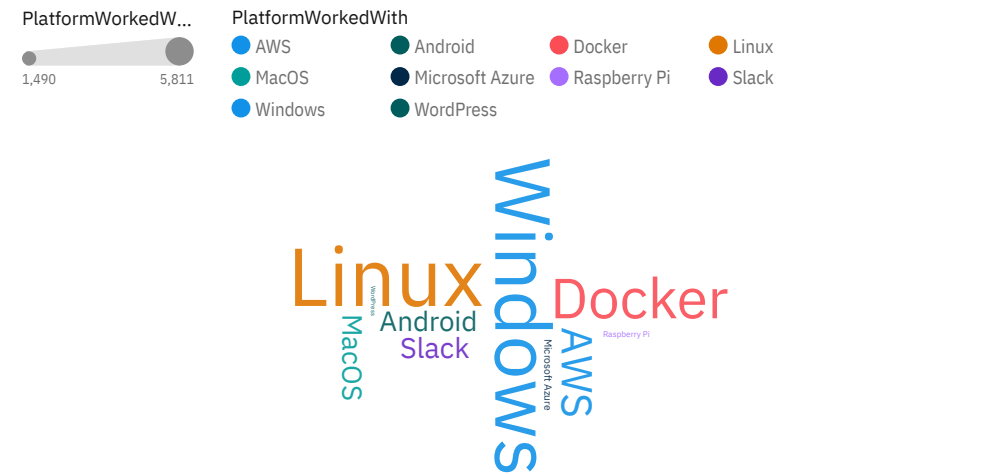 PlatformWorkedW... PlatformWorkedWith
AWS Android Docker Linux
MacOS Microsoft Azure Raspberry Pi Slack
1,490 5,811
Windows WordPress
Windows
Linux
Docker
WordPress
Android
MacOS
Slack
AWS
Raspberry Pi
Microsoft Azure